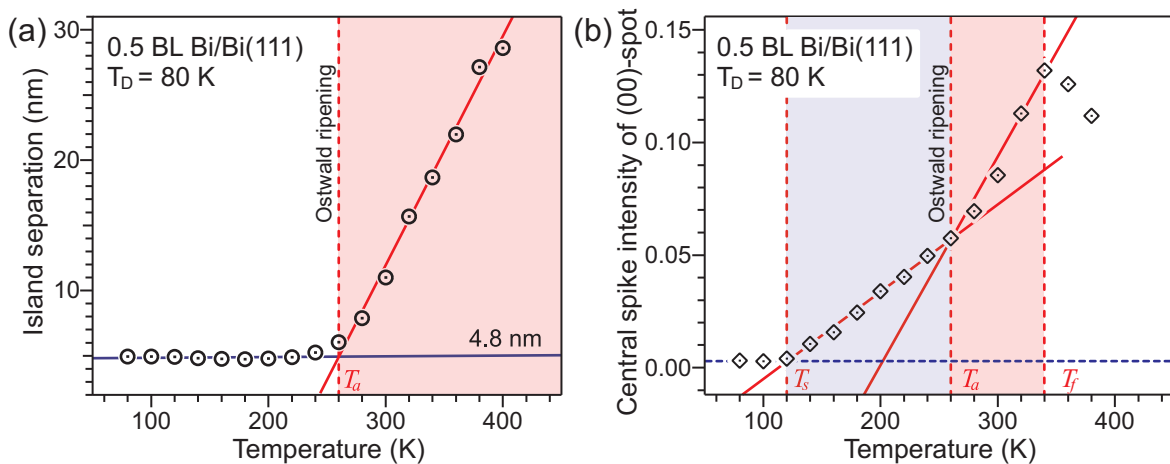 (a)
30
20
10
Island separation (nm)
0.5 BL Bi/Bi(111)
T_D = 80 K
Ostwald ripening
4.8 nm
T_a
100
200
300
400
Temperature (K)
(b)
0.15
0.10
0.05
0.00
Central spike intensity of (00)-spot
0.5 BL Bi/Bi(111)
T_D = 80 K
Ostwald ripening
T_s
T_a
T_f
100
200
300
400
Temperature (K)